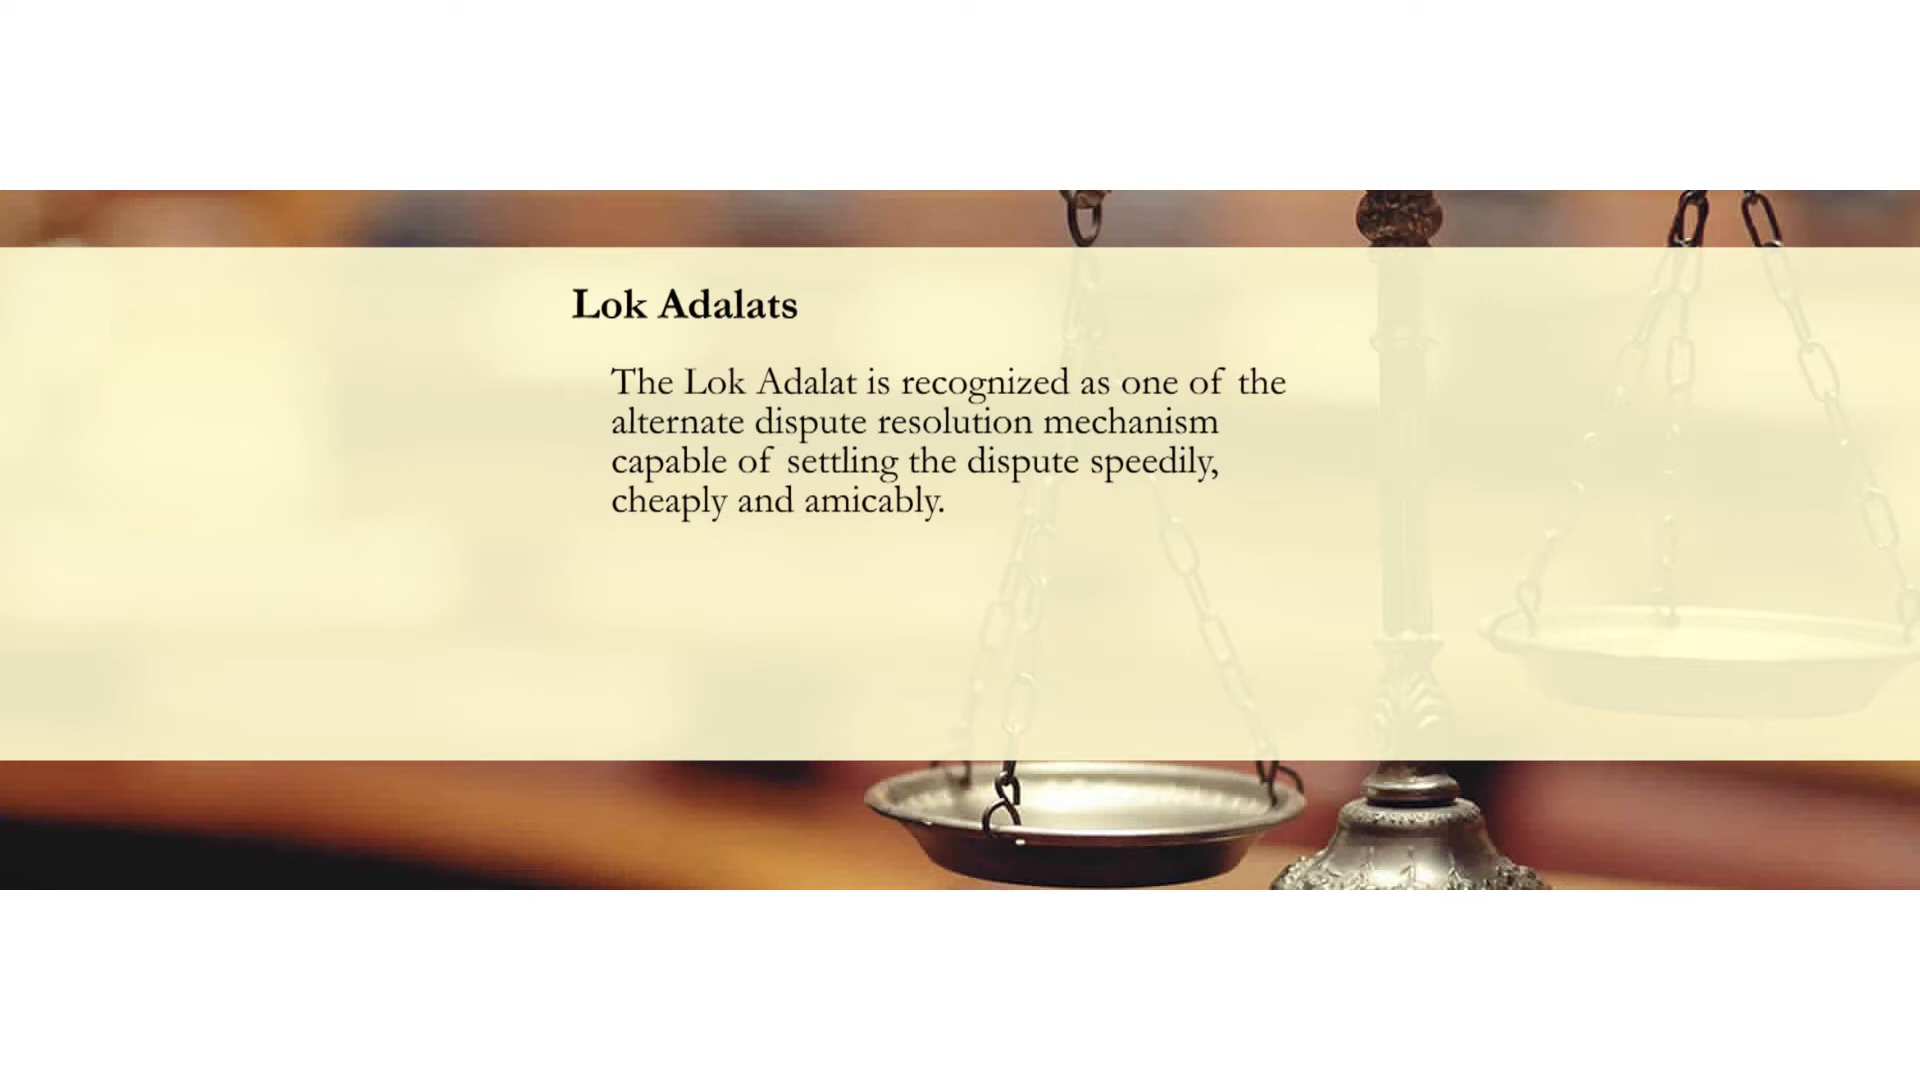 Lok Adalats
The Lok Adalat is recognized as one of the
alternate dispute resolution mechanism
capable of settling the dispute speedily,
cheaply and amicably.